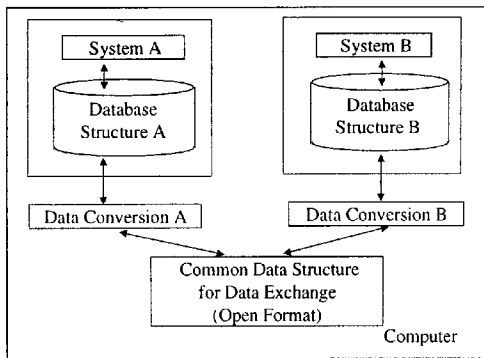 System A
Database
Structure A
Data Conversion A
System B
Database
Structure B
Data Conversion B
Common Data Structure
for Data Exchange
(Open Format)
Computer